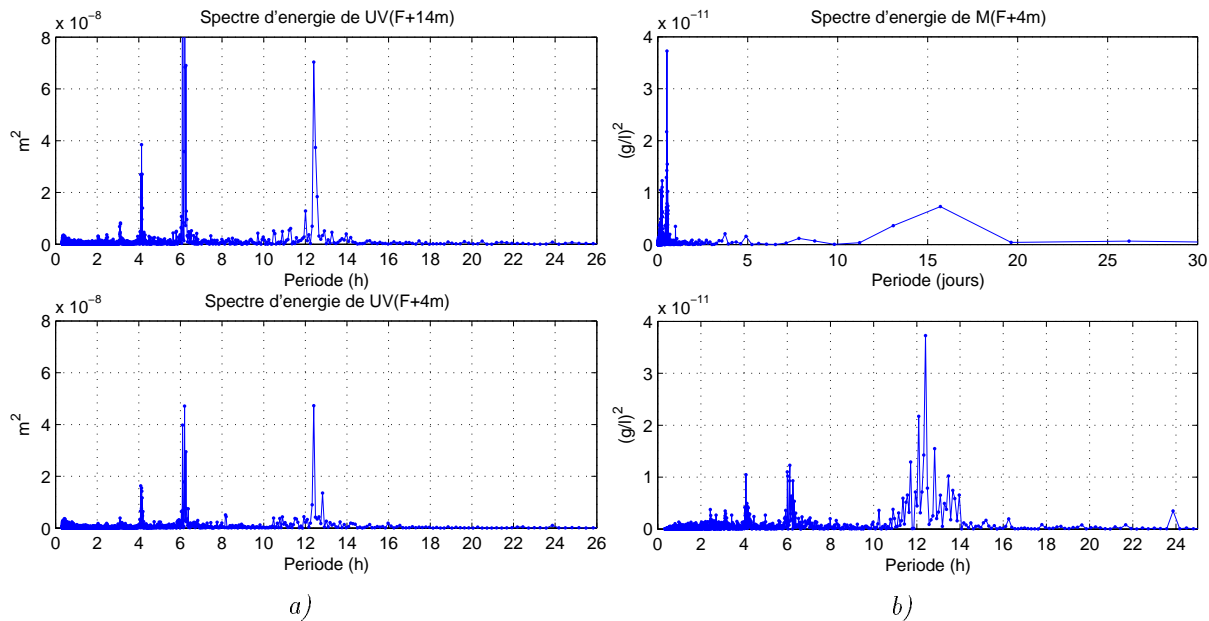 Spectre d'energie de UV(F+14m)
x 10⁻⁸
8
6
4
2
0
m²
0 2 4 6 8 10 12 14 16 18 20 22 24 26
Periode (h)
Spectre d'energie de UV(F+4m)
x 10⁻⁸
8
6
4
2
0
m²
0 2 4 6 8 10 12 14 16 18 20 22 24 26
Periode (h)
a)
Spectre d'energie de M(F+4m)
x 10⁻¹¹
4
3
2
1
0
(g/l)²
0 5 10 15 20 25 30
Periode (jours)
x 10⁻¹¹
4
3
2
1
0
(g/l)²
0 2 4 6 8 10 12 14 16 18 20 22 24
Periode (h)
b)